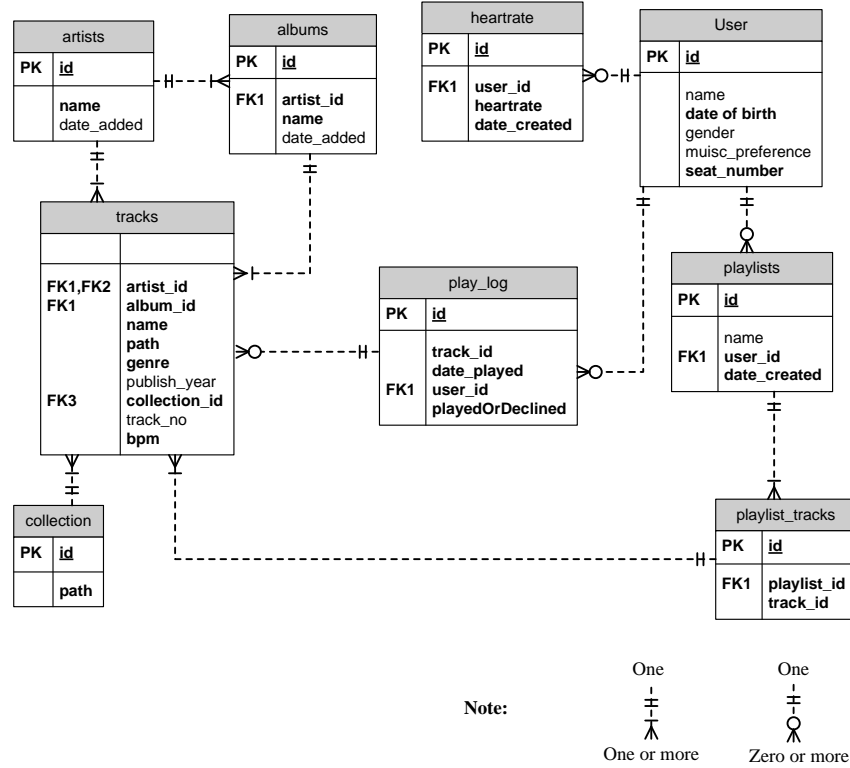 artists
PK id
name
date_added
albums
PK id
FK1 artist_id
name
date_added
heartrate
PK id
FK1 user_id
heartrate
date_created
User
PK id
name
date of birth
gender
muisc_preference
seat_number
tracks
FK1,FK2 artist_id
FK1 album_id
name
path
genre
publish_year
FK3 collection_id
track_no
bpm
play_log
PK id
track_id
date_played
FK1 user_id
playedOrDeclined
playlists
PK id
name
FK1 user_id
date_created
collection
PK id
path
playlist_tracks
PK id
FK1 playlist_id
track_id
Note:
One
One or more
One
Zero or more